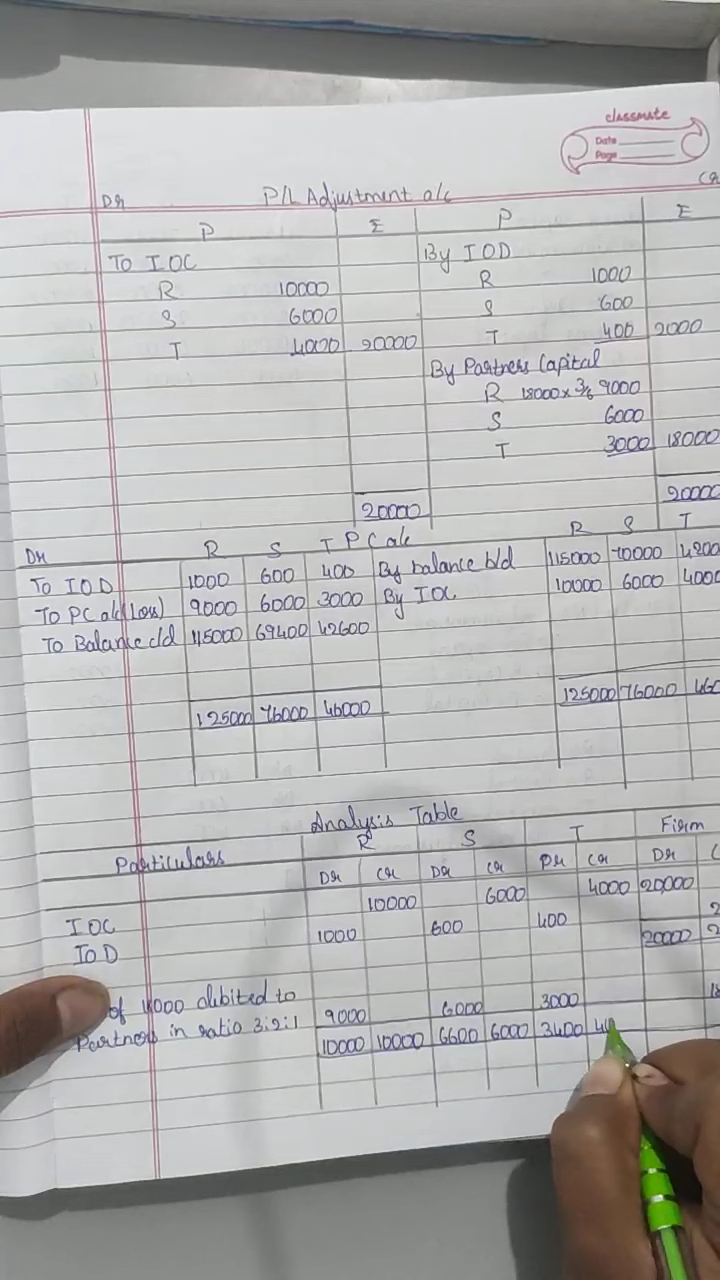 classmate
Date
Page
Dr P/L Adjustment a/c
P Σ P Σ
To IOC By IOD
R 10000 R 1000
S 6000 S 600
T 4000 20000 T 400 2000
By Partners Capital
R 18000 x 3/6 9000
S 6000
T 3000 18000
20000 20000
Dr R S T P C a/c R S T
To IOD 1000 600 400 By balance b/d 115000 70000 4200
To PC a/c (Loss) 9000 6000 3000 By IOC 10000 6000 4000
To Balance c/d 115000 69400 42600
125000 76000 46000 125000 76000 460
Analysis Table
Particulars R S T Firm
Dr Cr Dr Cr Dr Cr Dr
IOC 10000 6000 4000 20,000
IOD 1000 600 400
20000
of debited to
Partners in ratio 3:2:1 9000 6000 3000
10000 10000 6600 6000 3400